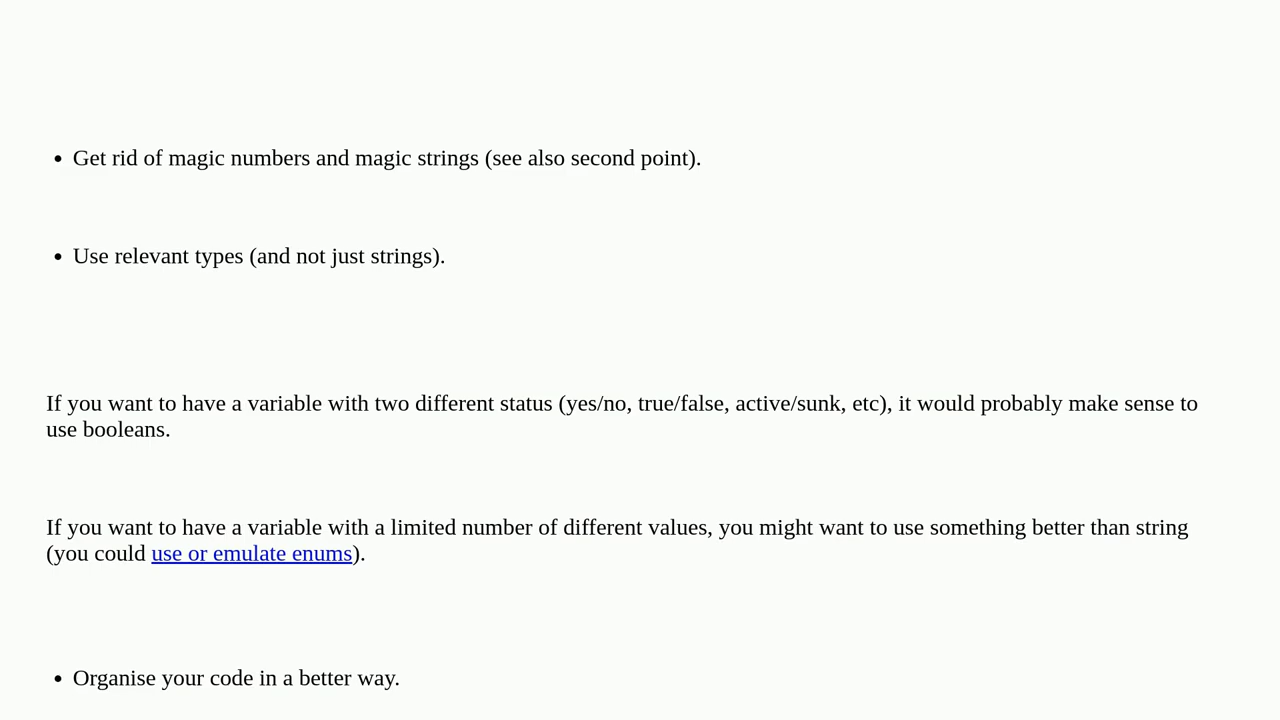 • Get rid of magic numbers and magic strings (see also second point).
• Use relevant types (and not just strings).
If you want to have a variable with two different status (yes/no, true/false, active/sunk, etc), it would probably make sense to
use booleans.
If you want to have a variable with a limited number of different values, you might want to use something better than string
(you could use or emulate enums).
• Organise your code in a better way.